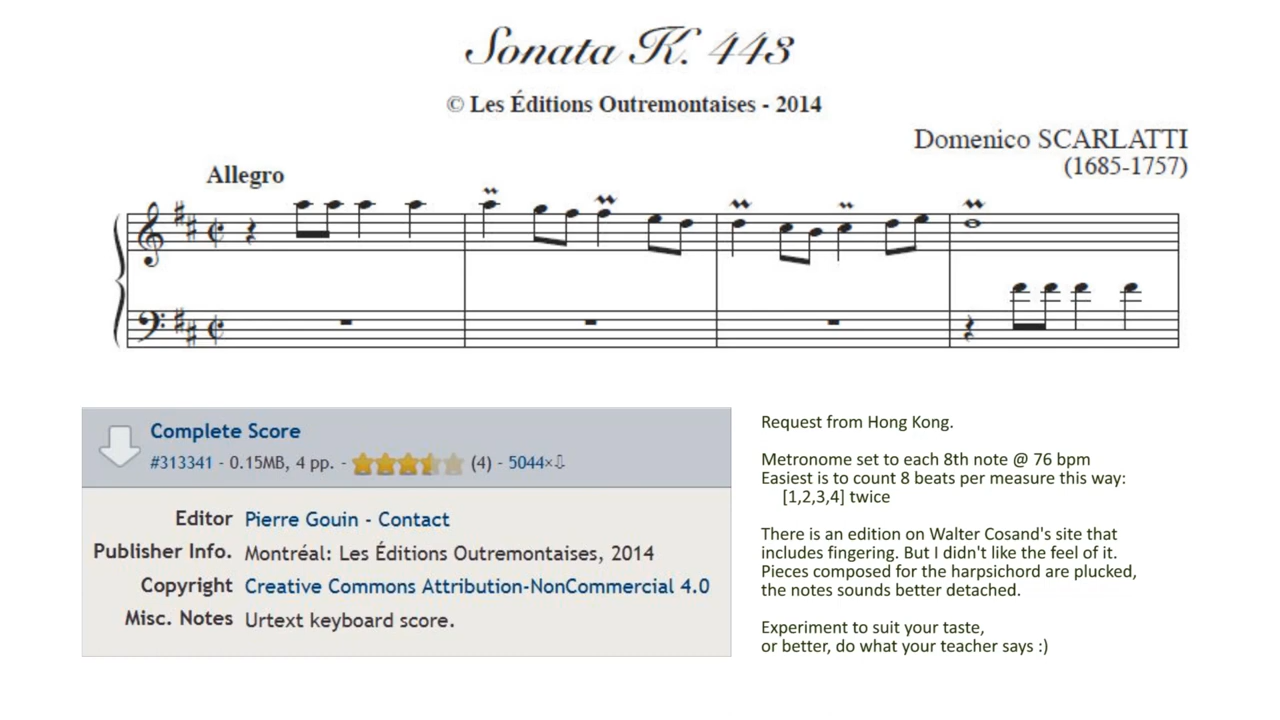 Sonata K. 443
© Les Éditions Outremontaises - 2014
Domenico SCARLATTI
(1685-1757)
Allegro
Complete Score
#313341 - 0.15MB, 4 pp. - (4) - 5044×⇩
Editor Pierre Gouin - Contact
Publisher Info. Montréal: Les Éditions Outremontaises, 2014
Copyright Creative Commons Attribution-NonCommercial 4.0
Misc. Notes Urtext keyboard score.
Request from Hong Kong.
Metronome set to each 8th note @ 76 bpm
Easiest is to count 8 beats per measure this way:
[1,2,3,4] twice
There is an edition on Walter Cosand's site that
includes fingering. But I didn't like the feel of it.
Pieces composed for the harpsichord are plucked,
the notes sounds better detached.
Experiment to suit your taste,
or better, do what your teacher says :)